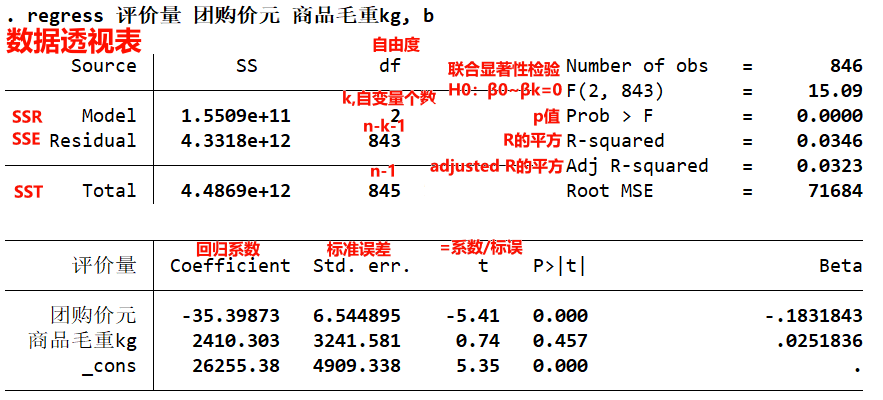 . regress 评价量 团购价元 商品毛重kg, b
数据透视表
自由度
Source SS df 联合显著性检验 Number of obs = 846
H0: β0~βk=0 F(2, 843) = 15.09
k,自变量个数
SSR Model 1.5509e+11 2 p值 Prob > F = 0.0000
n-k-1
SSE Residual 4.3318e+12 843 R的平方 R-squared = 0.0346
n-1 adjusted R的平方 Adj R-squared = 0.0323
SST Total 4.4869e+12 845 Root MSE = 71684
回归系数 标准误差 =系数/标误
评价量 Coefficient Std. err. t P>|t| Beta
团购价元 -35.39873 6.544895 -5.41 0.000 -.1831843
商品毛重kg 2410.303 3241.581 0.74 0.457 .0251836
_cons 26255.38 4909.338 5.35 0.000 .